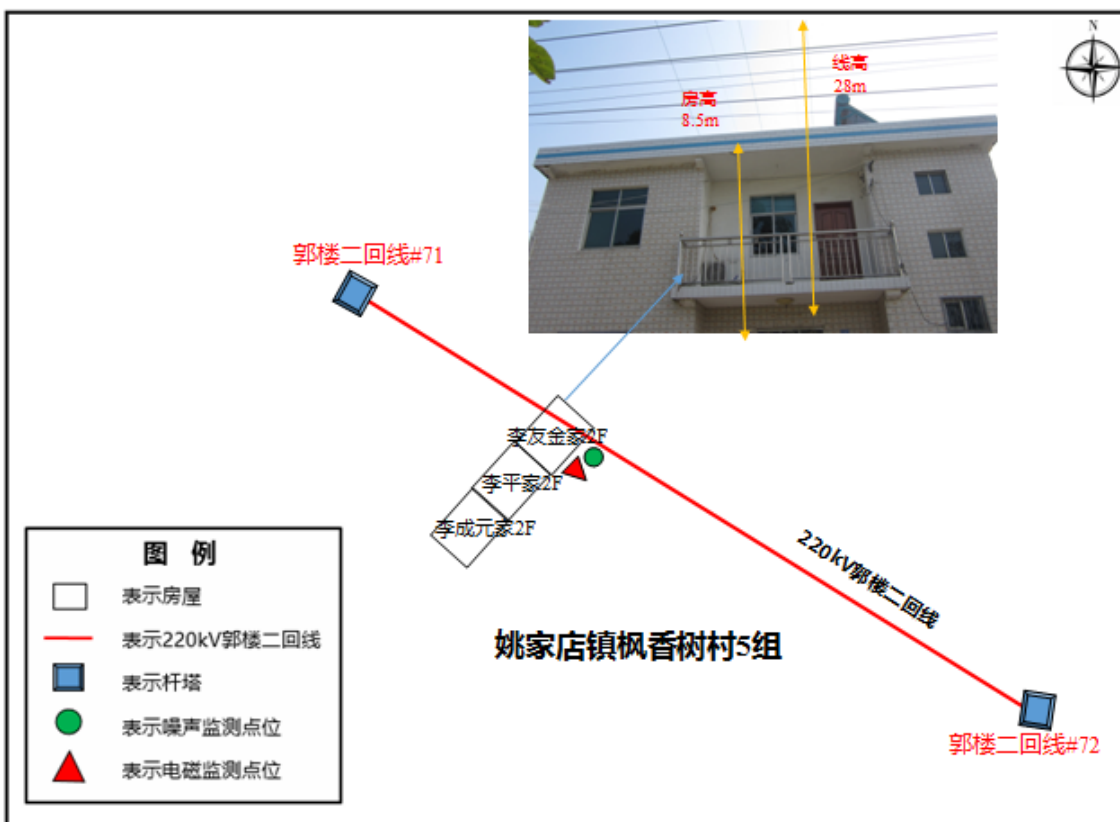 N
线高
28m
房高
8.5m
郭楼二回线#71
李友金家2F
李平家2F
李成元家2F
220kV郭楼二回线
图 例
表示房屋
表示220kV郭楼二回线
表示杆塔
表示噪声监测点位
表示电磁监测点位
姚家店镇枫香树村5组
郭楼二回线#72